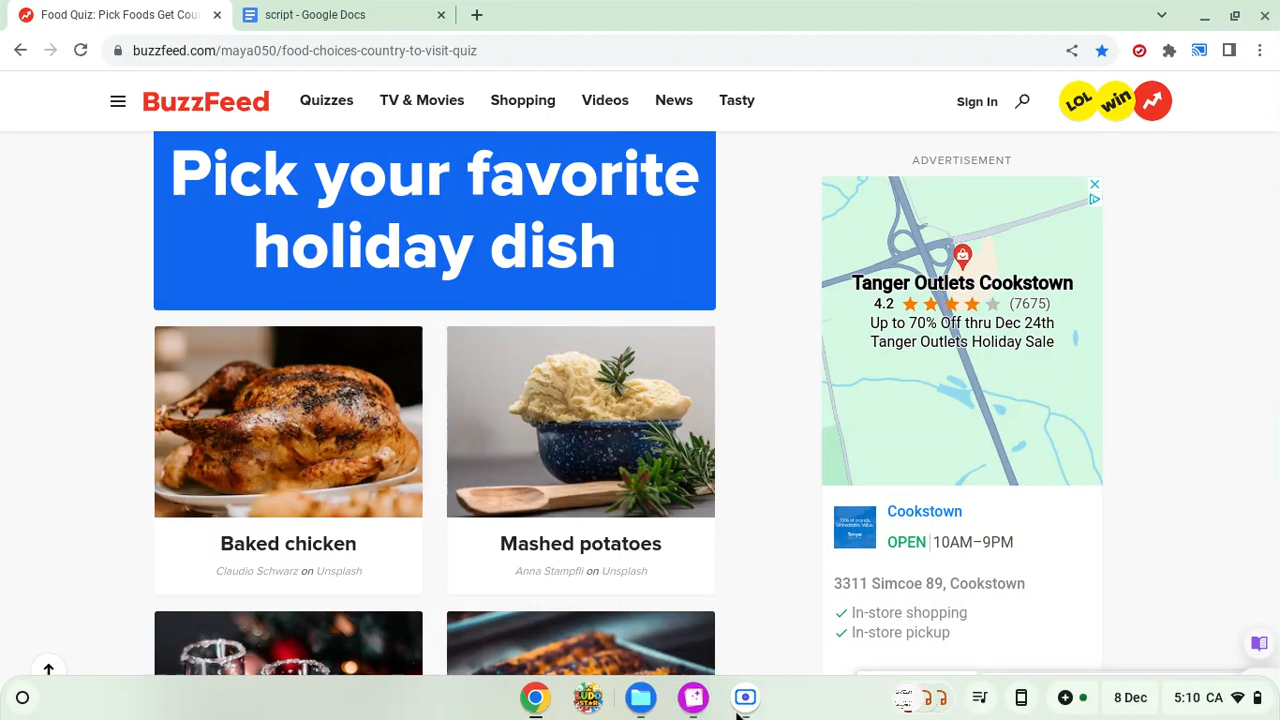 Food Quiz: Pick Foods Get Cou
script - Google Docs
buzzfeed.com/maya050/food-choices-country-to-visit-quiz
BuzzFeed
Quizzes
TV & Movies
Shopping
Videos
News
Tasty
Sign In
LOL
win
Pick your favorite
holiday dish
Baked chicken
Claudio Schwarz on Unsplash
Mashed potatoes
Anna Stampfli on Unsplash
ADVERTISEMENT
Tanger Outlets Cookstown
4.2 (7675)
Up to 70% Off thru Dec 24th
Tanger Outlets Holiday Sale
Cookstown
OPEN 10AM–9PM
3311 Simcoe 89, Cookstown
In-store shopping
In-store pickup
8 Dec
5:10 CA